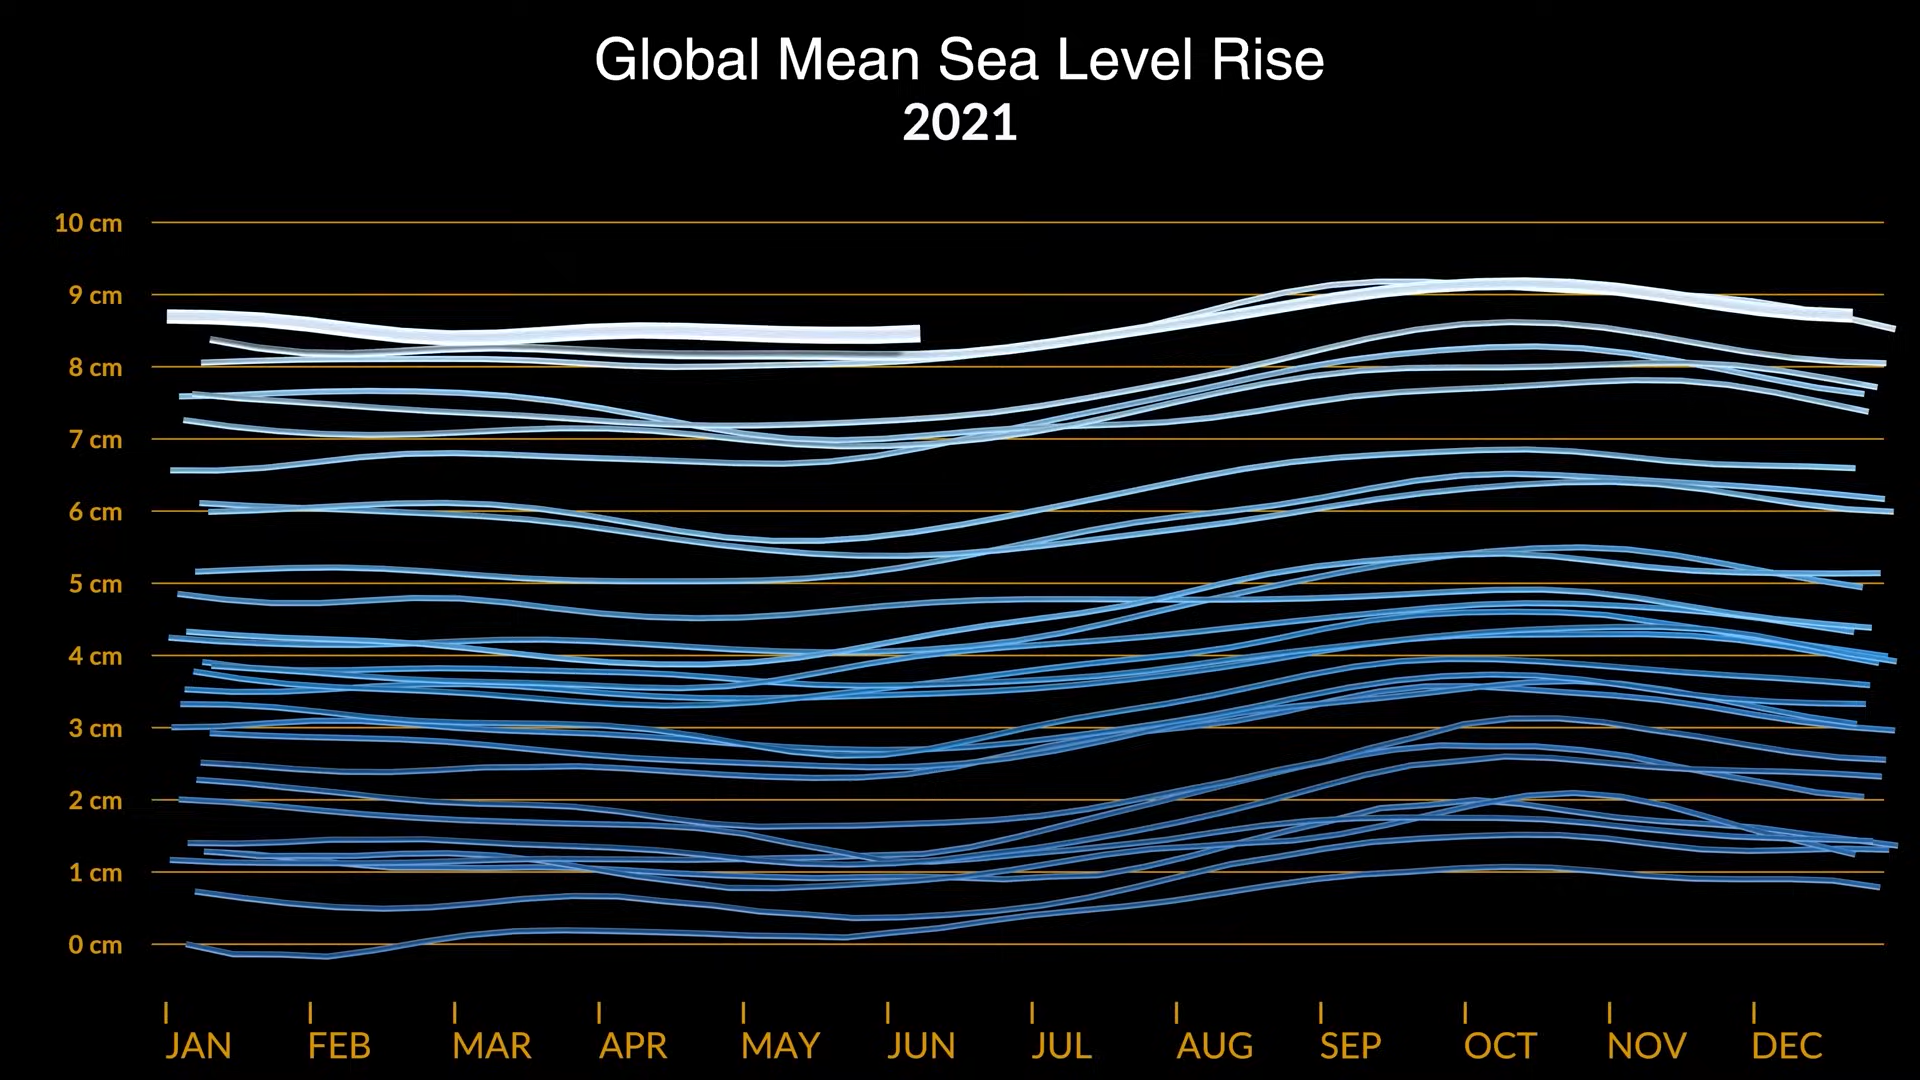 Global Mean Sea Level Rise
2021
10 cm
9 cm
8 cm
7 cm
6 cm
5 cm
4 cm
3 cm
2 cm
1 cm
0 cm
JAN FEB MAR APR MAY JUN JUL AUG SEP OCT NOV DEC